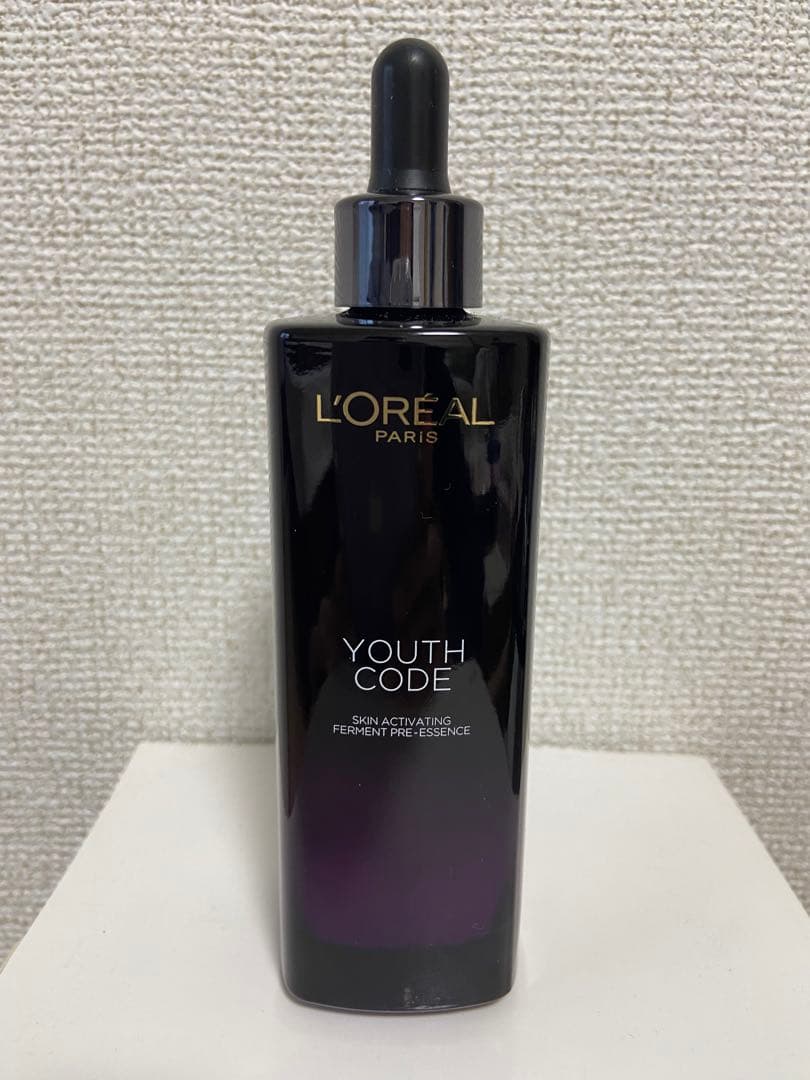 L'ORÉAL
PARiS
YOUTH
CODE
SKIN ACTIVATING
FERMENT PRE-ESSENCE